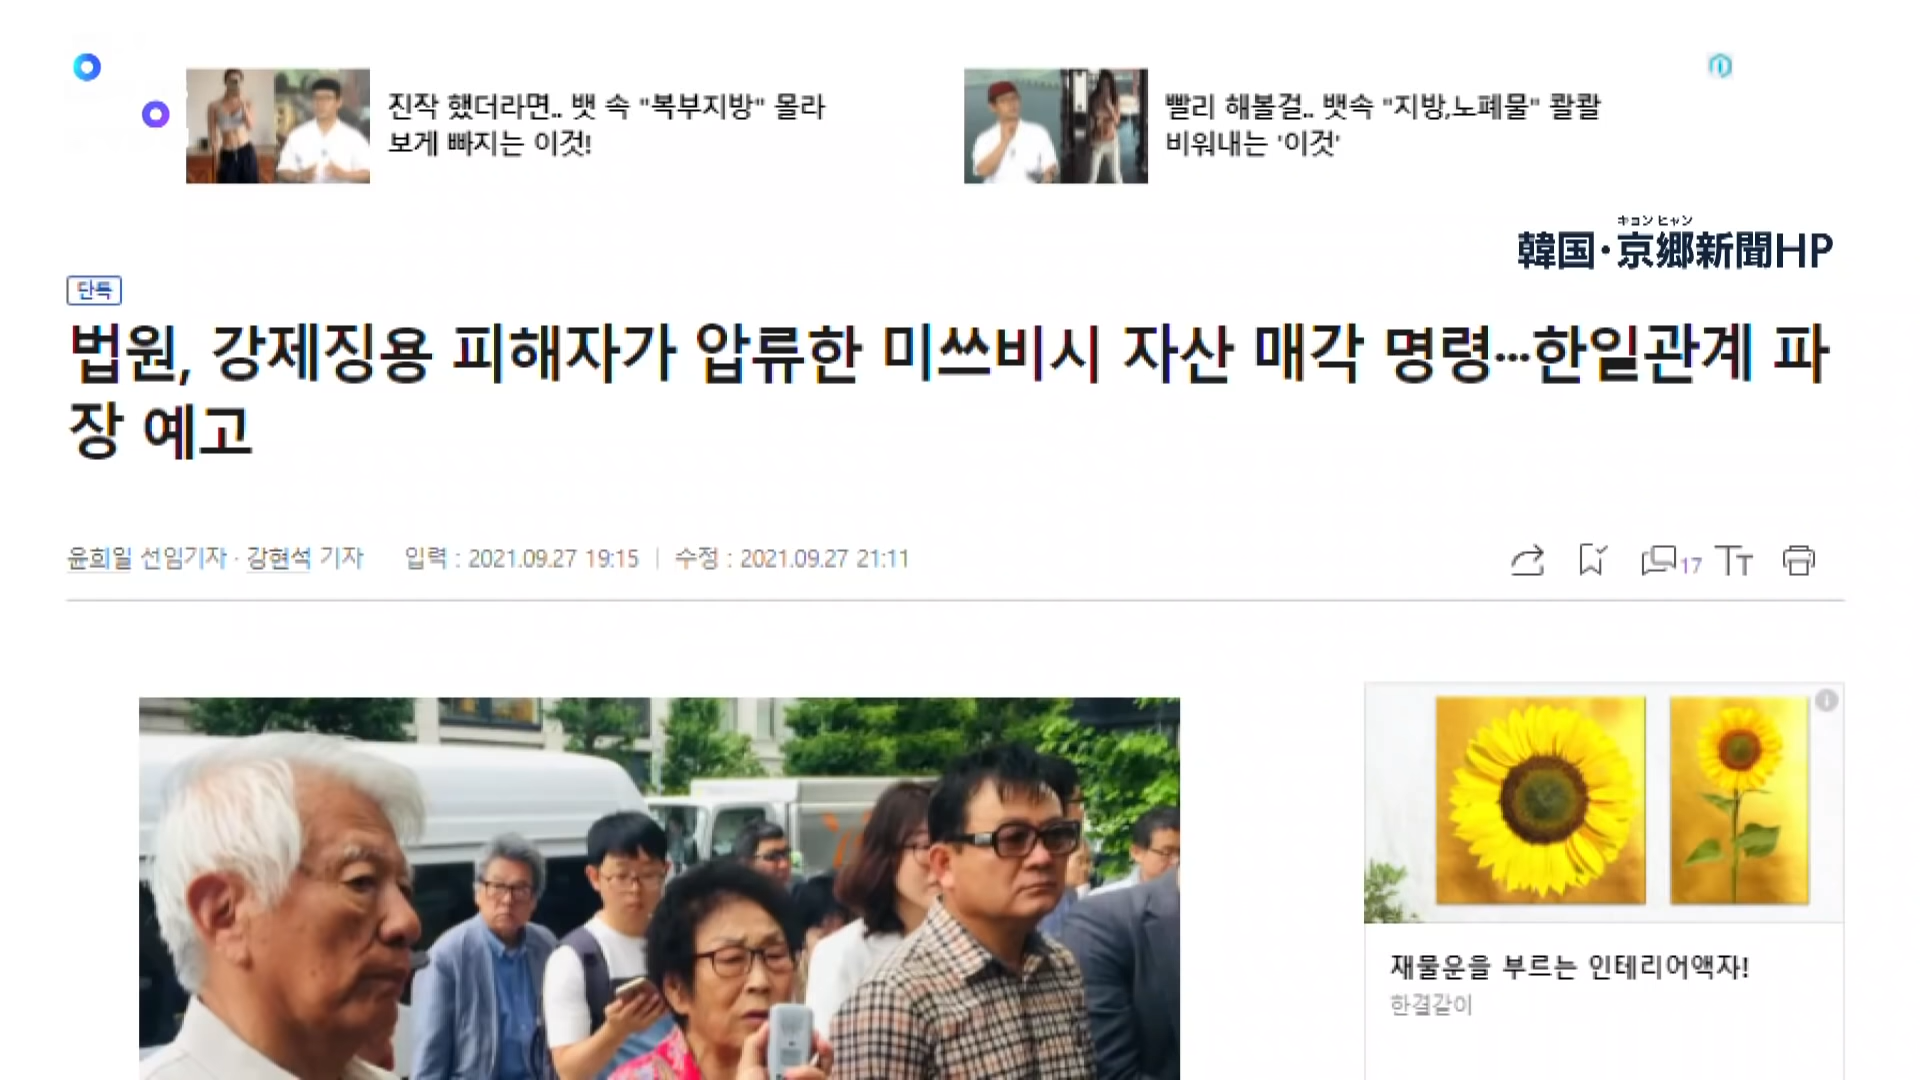 진작 했더라면.. 뱃 속 "복부지방" 몰라
보게 빠지는 이것!
빨리 해볼걸.. 뱃속 "지방,노폐물" 콸콸
비워내는 '이것'
キョンヒャン
韓国・京郷新聞HP
단독
법원, 강제징용 피해자가 압류한 미쓰비시 자산 매각 명령…한일관계 파
장 예고
윤희일 선임기자 · 강현석 기자 입력 : 2021.09.27 19:15 | 수정 : 2021.09.27 21:11
17 TT
재물운을 부르는 인테리어액자!
한결같이